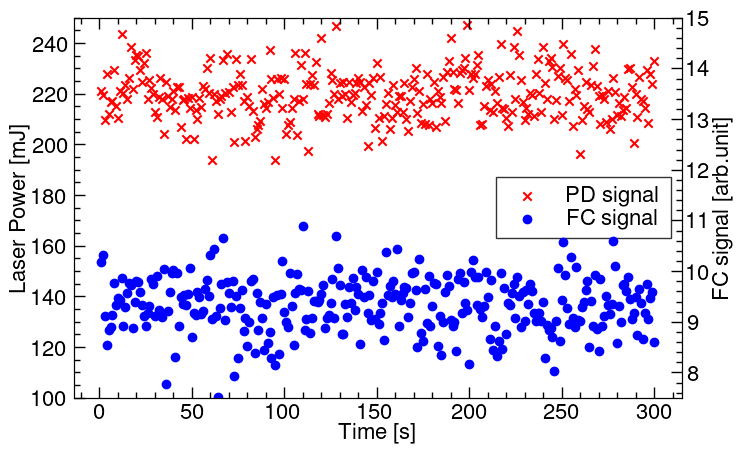 Laser Power [mJ]
240
220
200
180
160
140
120
100
PD signal
FC signal
15
14
13
12
11
10
9
8
FC signal [arb.unit]
0 50 100 150 200 250 300
Time [s]